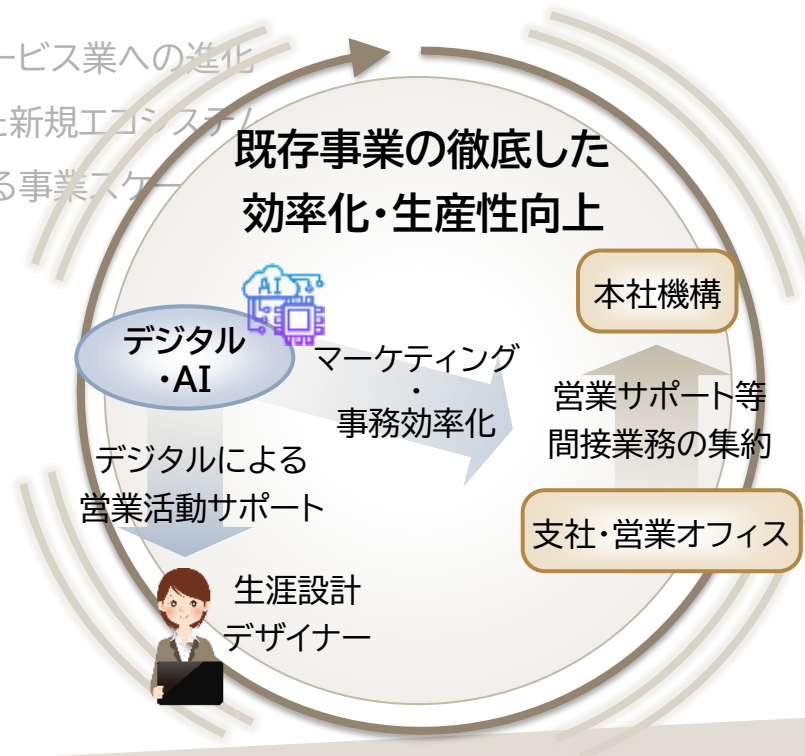 ービス業への進化
新規エコシステム
る事業スケー
既存事業の徹底した
効率化・生産性向上
AI
本社機構
デジタル
・AI
マーケティング
・
事務効率化
営業サポート等
間接業務の集約
デジタルによる
営業活動サポート
支社・営業オフィス
生涯設計
デザイナー